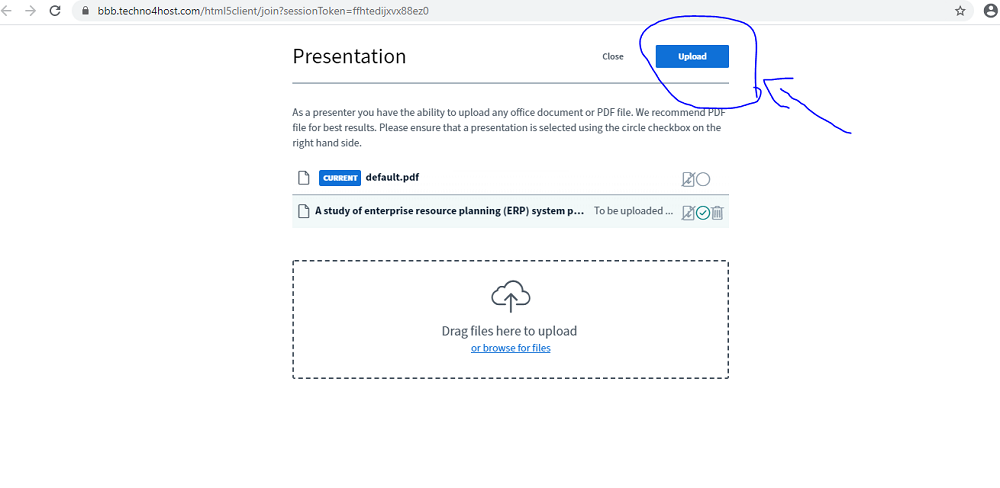 bbb.techno4host.com/html5client/join?sessionToken=ffhtedijxvx88ez0
Presentation
Close
Upload
As a presenter you have the ability to upload any office document or PDF file. We recommend PDF
file for best results. Please ensure that a presentation is selected using the circle checkbox on the
right hand side.
CURRENT default.pdf
A study of enterprise resource planning (ERP) system p... To be uploaded ...
Drag files here to upload
or browse for files